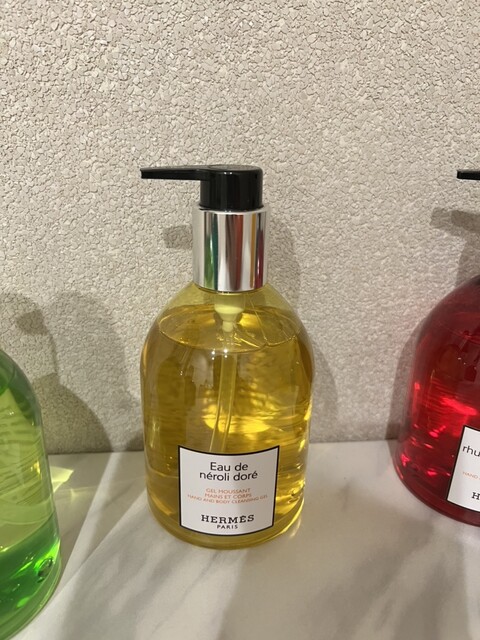 Eau de
néroli doré
GEL MOUSSANT
MAINS ET CORPS
HAND AND BODY CLEANSING GEL
HERMÈS
PARIS
rhu
H